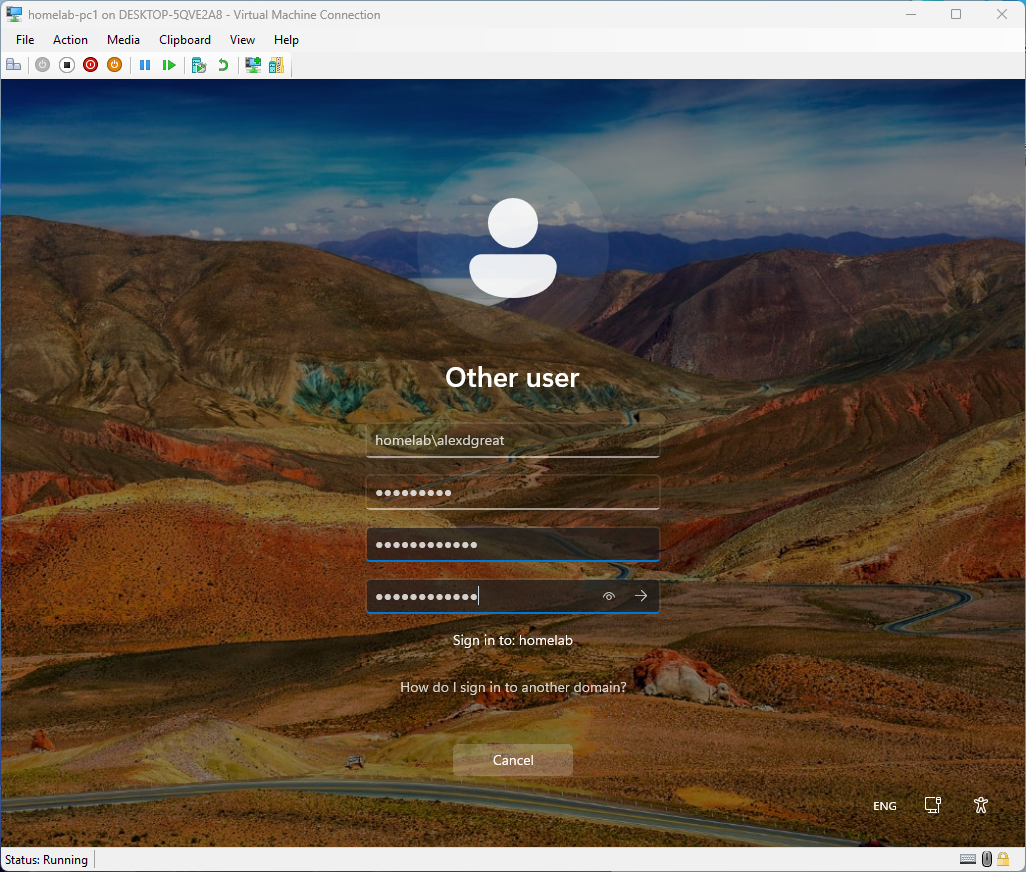 homelab-pc1 on DESKTOP-5QVE2A8 - Virtual Machine Connection
File Action Media Clipboard View Help
Other user
homelab\alexdgreat
●●●●●●●●●
●●●●●●●●●●●●
●●●●●●●●●●●●
Sign in to: homelab
How do I sign in to another domain?
Cancel
ENG
Status: Running